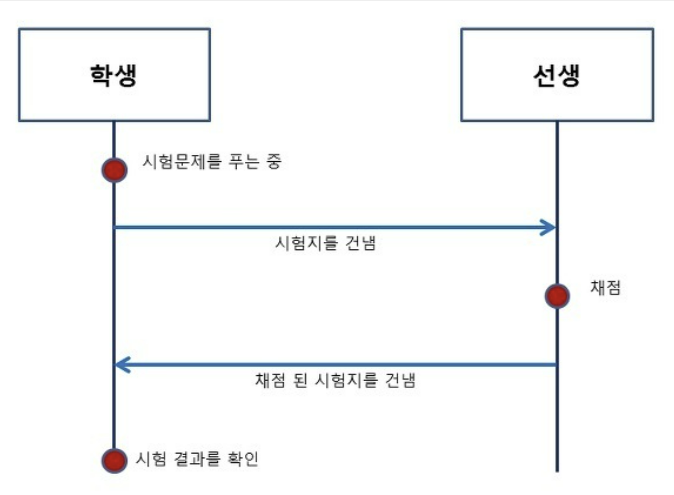 학생
선생
시험문제를 푸는 중
시험지를 건냄
채점
채점 된 시험지를 건냄
시험 결과를 확인